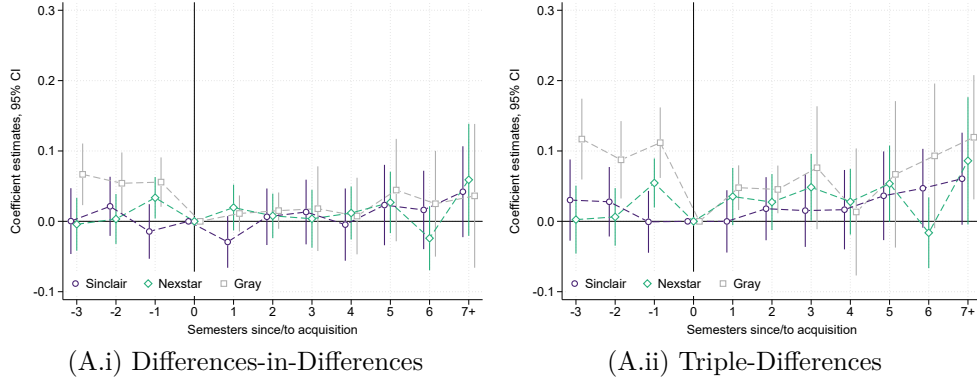 Coefficient estimates, 95% CI
0.3
0.2
0.1
0.0
-0.1
Sinclair Nexstar Gray
-3 -2 -1 0 1 2 3 4 5 6 7+
Semesters since/to acquisition
(A.i) Differences-in-Differences
Coefficient estimates, 95% CI
0.3
0.2
0.1
0.0
-0.1
Sinclair Nexstar Gray
-3 -2 -1 0 1 2 3 4 5 6 7+
Semesters since/to acquisition
(A.ii) Triple-Differences